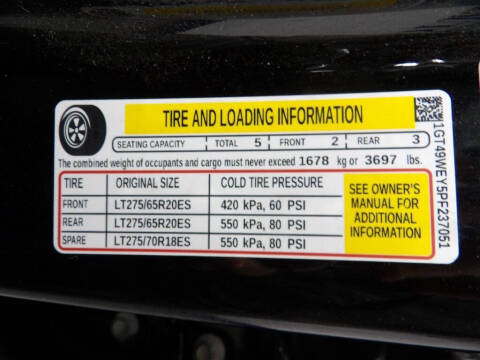 TIRE AND LOADING INFORMATION
SEATING CAPACITY TOTAL 5 FRONT 2 REAR 3
The combined weight of occupants and cargo must never exceed 1678 kg or 3697 lbs.
TIRE ORIGINAL SIZE COLD TIRE PRESSURE
FRONT LT275/65R20ES 420 kPa, 60 PSI
REAR LT275/65R20ES 550 kPa, 80 PSI
SPARE LT275/70R18ES 550 kPa, 80 PSI
SEE OWNER'S
MANUAL FOR
ADDITIONAL
INFORMATION
1GT49WEY5PF237051